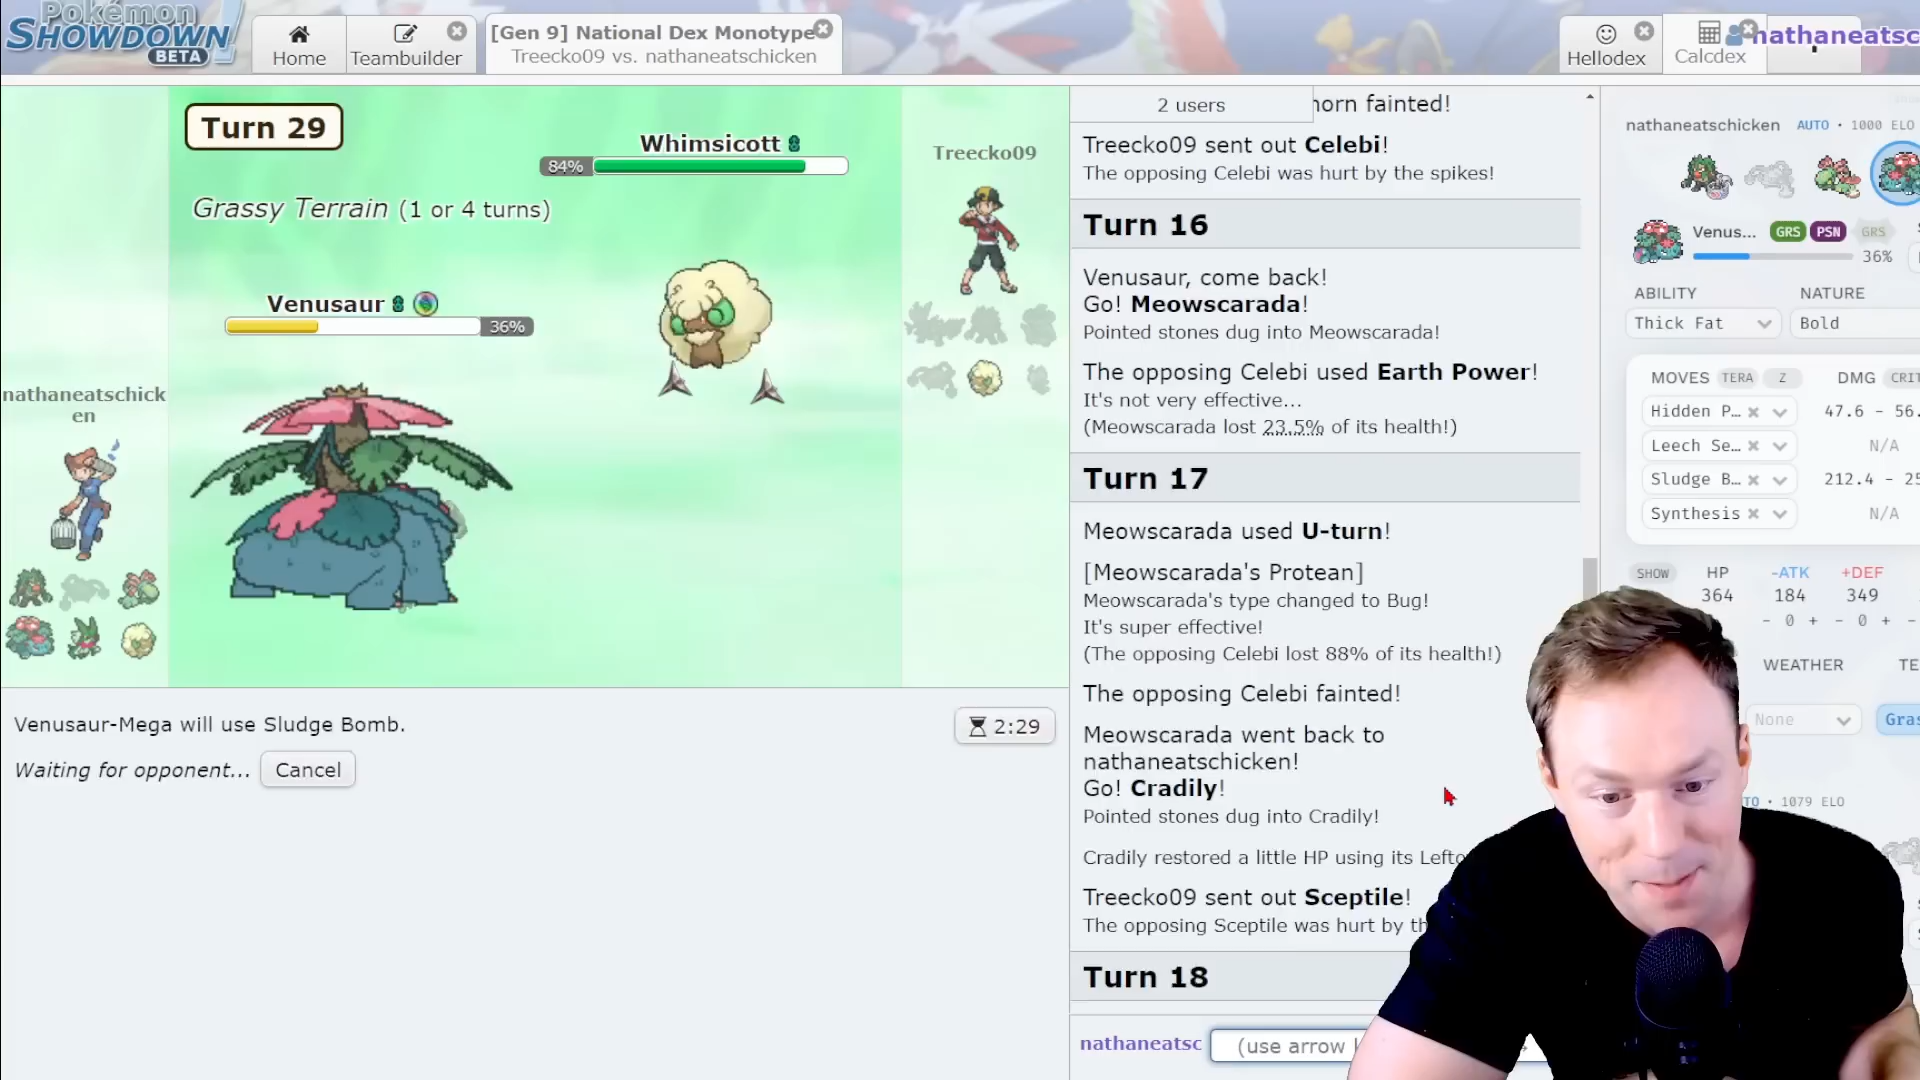 Pokémon
SHOWDOWN
BETA
Home
Teambuilder
[Gen 9] National Dex Monotype
Treecko09 vs. nathaneatschicken
Hellodex
Calcdex
nathaneatsc
Turn 29
Whimsicott
84%
Grassy Terrain (1 or 4 turns)
Venusaur
36%
Treecko09
nathaneatschick
en
Venusaur-Mega will use Sludge Bomb.
2:29
Waiting for opponent...
Cancel
2 users
horn fainted!
Treecko09 sent out Celebi!
The opposing Celebi was hurt by the spikes!
Turn 16
Venusaur, come back!
Go! Meowscarada!
Pointed stones dug into Meowscarada!
The opposing Celebi used Earth Power!
It's not very effective...
(Meowscarada lost 23.5% of its health!)
Turn 17
Meowscarada used U-turn!
[Meowscarada's Protean]
Meowscarada's type changed to Bug!
It's super effective!
(The opposing Celebi lost 88% of its health!)
The opposing Celebi fainted!
Meowscarada went back to
nathaneatschicken!
Go! Cradily!
Pointed stones dug into Cradily!
Cradily restored a little HP using its Lefto
Treecko09 sent out Sceptile!
The opposing Sceptile was hurt by th
Turn 18
nathaneatsc
(use arrow
nathaneatschicken AUTO • 1000 ELO
Venus... GRS PSN GRS
36%
ABILITY NATURE
Thick Fat Bold
MOVES TERA Z DMG CRIT
Hidden P... 47.6 - 56.
Leech Se... N/A
Sludge B... 212.4 - 25
Synthesis N/A
SHOW HP -ATK +DEF
364 184 349
- 0 + - 0 + -
WEATHER TE
None Gras
TO • 1079 ELO